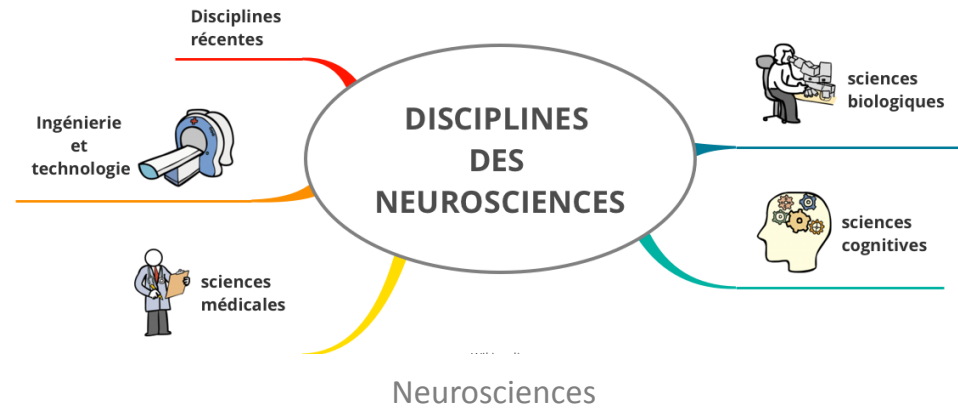 Disciplines
récentes
Ingénierie
et
technologie
sciences
médicales
DISCIPLINES
DES
NEUROSCIENCES
sciences
biologiques
sciences
cognitives
Neurosciences